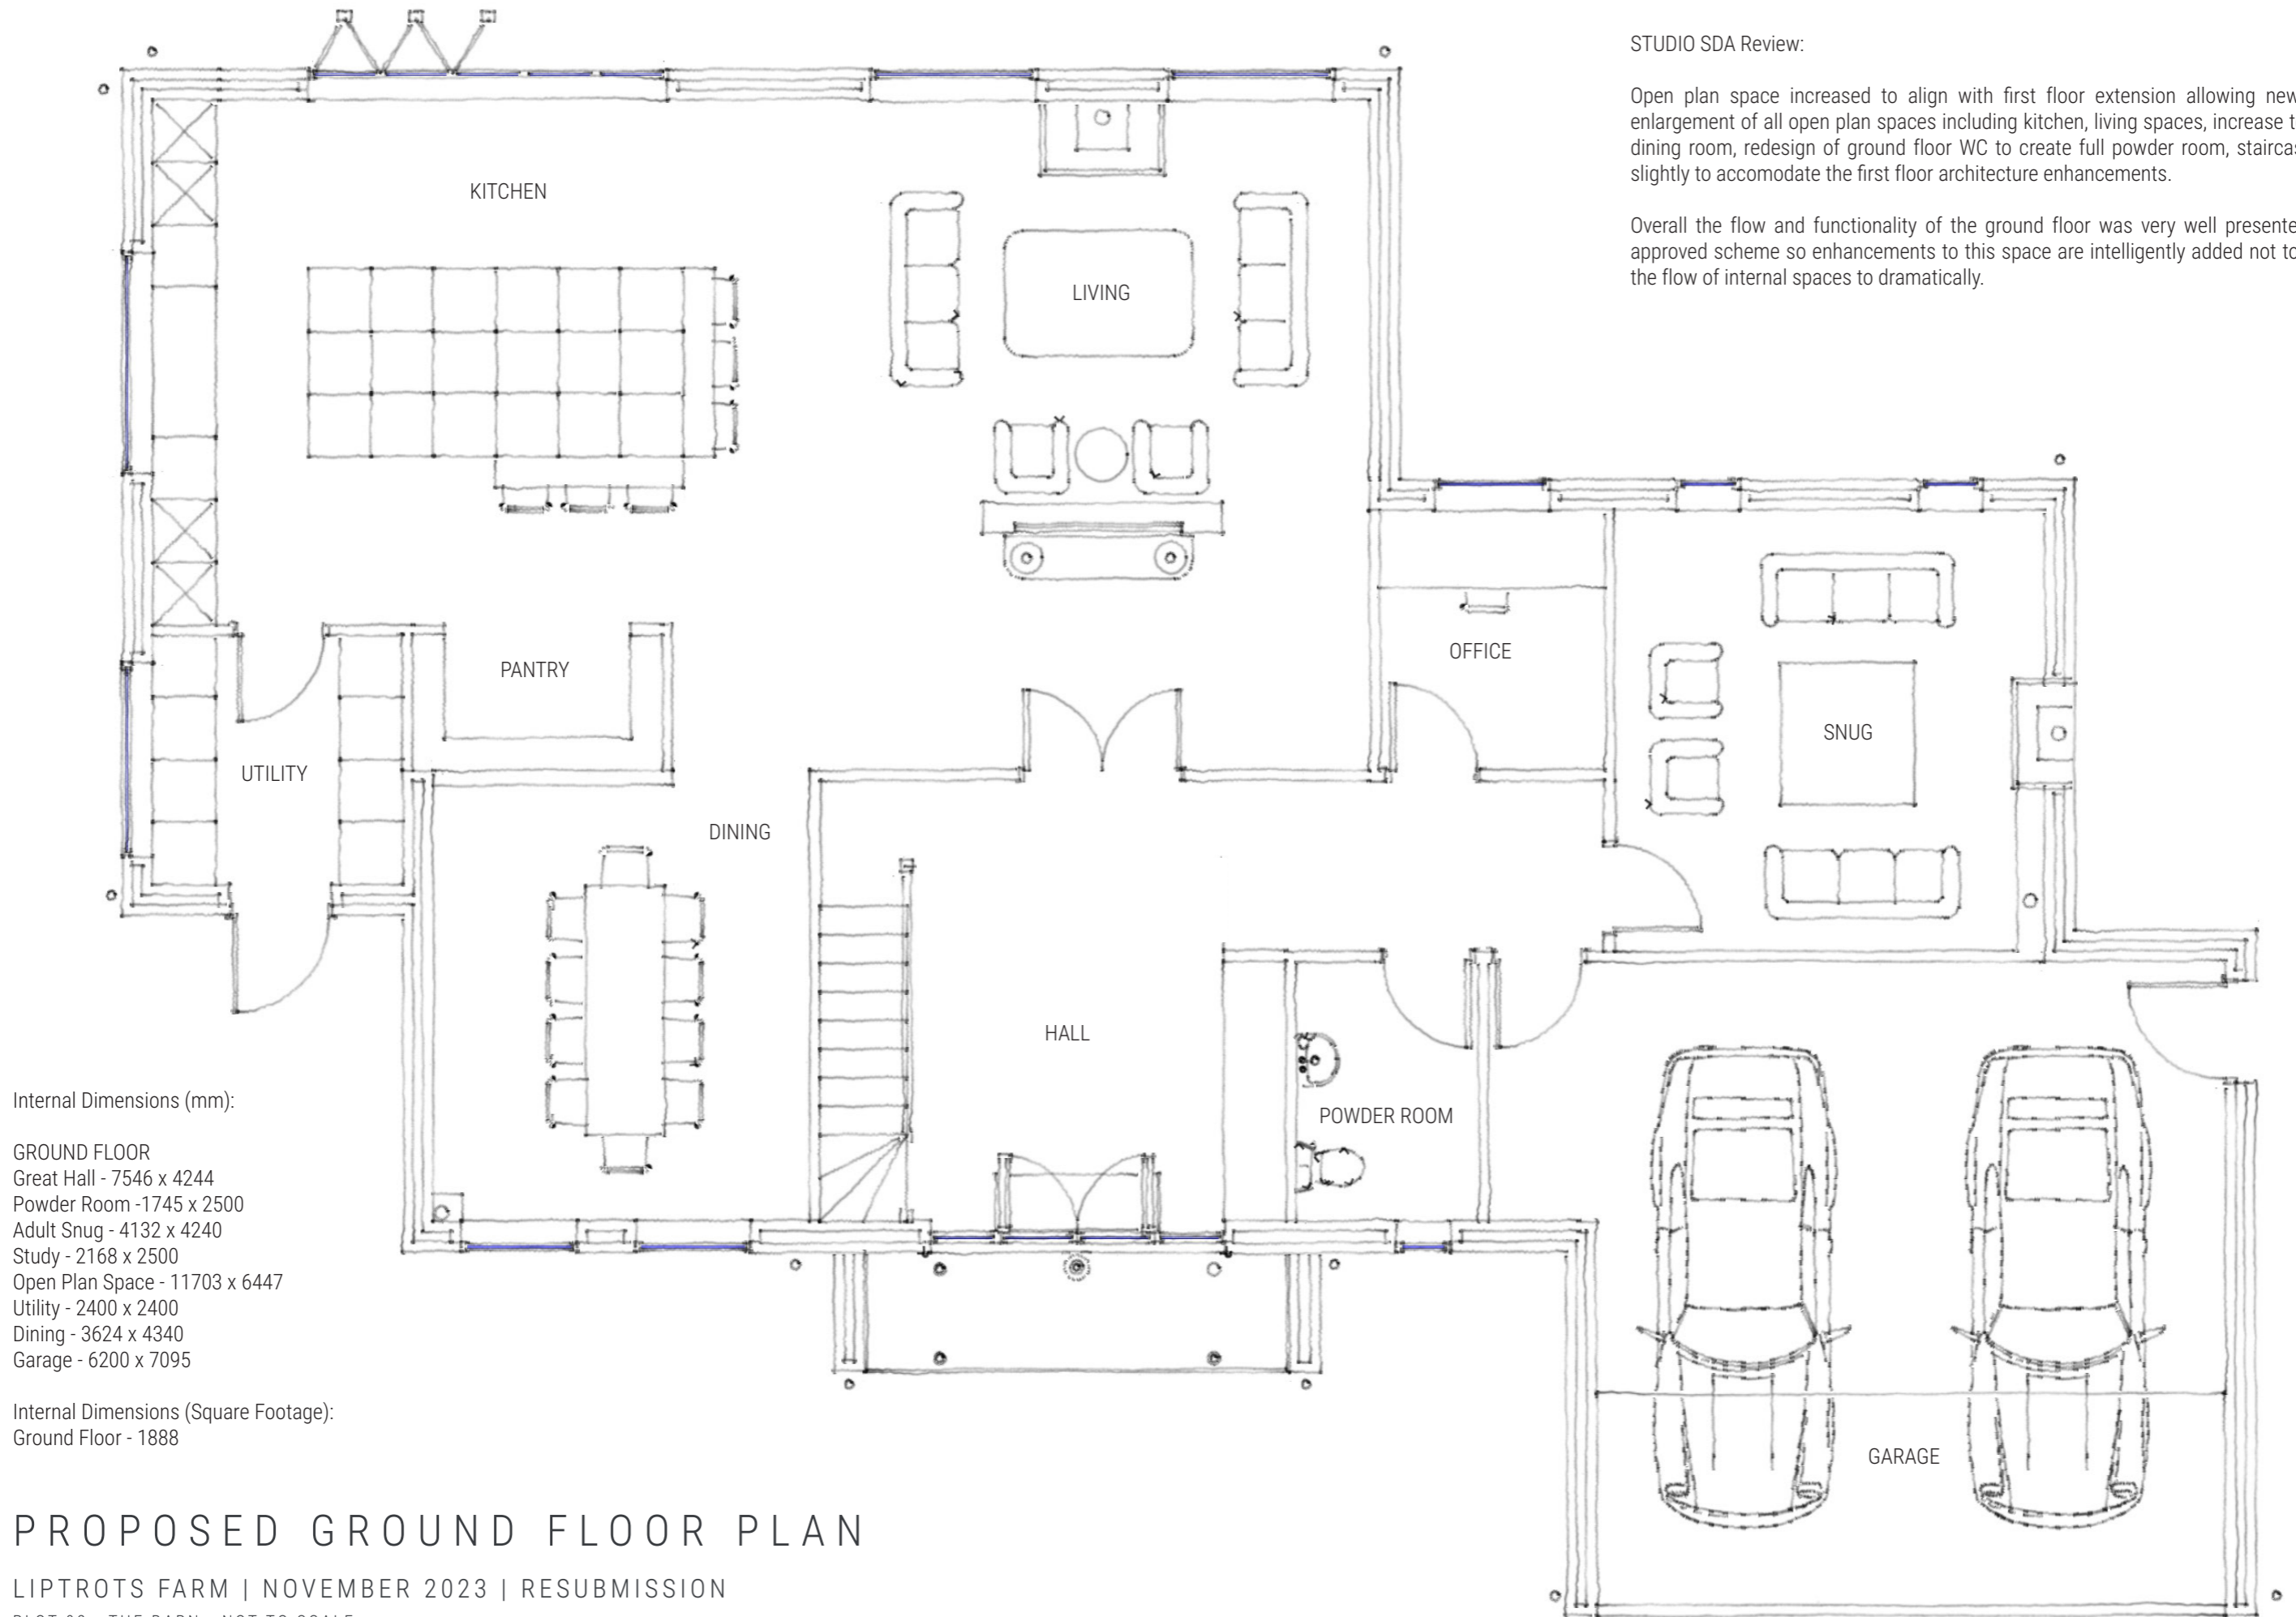 STUDIO SDA Review:
Open plan space increased to align with first floor extension allowing new
enlargement of all open plan spaces including kitchen, living spaces, increase
dining room, redesign of ground floor WC to create full powder room,
slightly to accomodate the first floor architecture enhancements.
Overall the flow and functionality of the ground floor was very well
approved scheme so enhancements to this space are intelligently added not
the flow of internal spaces to dramatically.
KITCHEN
LIVING
OFFICE
PANTRY
SNUG
UTILITY
DINING
HALL
POWDER ROOM
GARAGE
Internal Dimensions (mm):
GROUND FLOOR
Great Hall - 7546 x 4244
Powder Room -1745 x 2500
Adult Snug - 4132 x 4240
Study - 2168 x 2500
Open Plan Space - 11703 x 6447
Utility - 2400 x 2400
Dining - 3624 x 4340
Garage - 6200 x 7095
Internal Dimensions (Square Footage):
Ground Floor - 1888
PROPOSED GROUND FLOOR PLAN
LIPTROTS FARM | NOVEMBER 2023 | RESUBMISSION